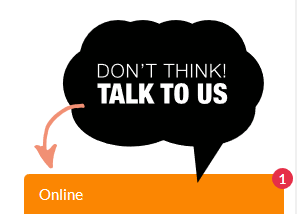 DON'T THINK!
TALK TO US
1
Online